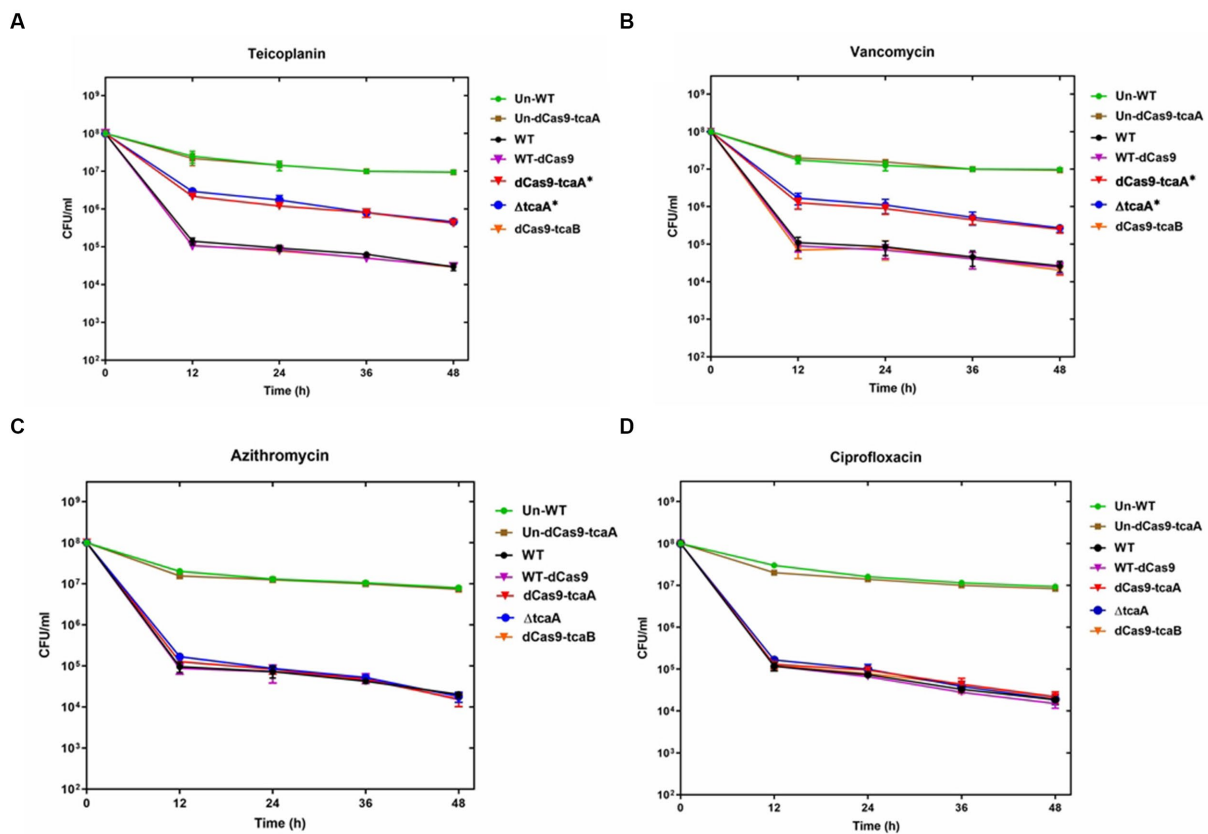 A
Teicoplanin
CFU/ml
10⁹
10⁸
10⁷
10⁶
10⁵
10⁴
10³
10²
0 12 24 36 48
Time (h)
Un-WT
Un-dCas9-tcaA
WT
WT-dCas9
dCas9-tcaA*
ΔtcaA*
dCas9-tcaB
B
Vancomycin
CFU/ml
10⁹
10⁸
10⁷
10⁶
10⁵
10⁴
10³
10²
0 12 24 36 48
Time (h)
Un-WT
Un-dCas9-tcaA
WT
WT-dCas9
dCas9-tcaA*
ΔtcaA*
dCas9-tcaB
C
Azithromycin
CFU/ml
10⁹
10⁸
10⁷
10⁶
10⁵
10⁴
10³
10²
0 12 24 36 48
Time (h)
Un-WT
Un-dCas9-tcaA
WT
WT-dCas9
dCas9-tcaA
ΔtcaA
dCas9-tcaB
D
Ciprofloxacin
CFU/ml
10⁹
10⁸
10⁷
10⁶
10⁵
10⁴
10³
10²
0 12 24 36 48
Time (h)
Un-WT
Un-dCas9-tcaA
WT
WT-dCas9
dCas9-tcaA
ΔtcaA
dCas9-tcaB